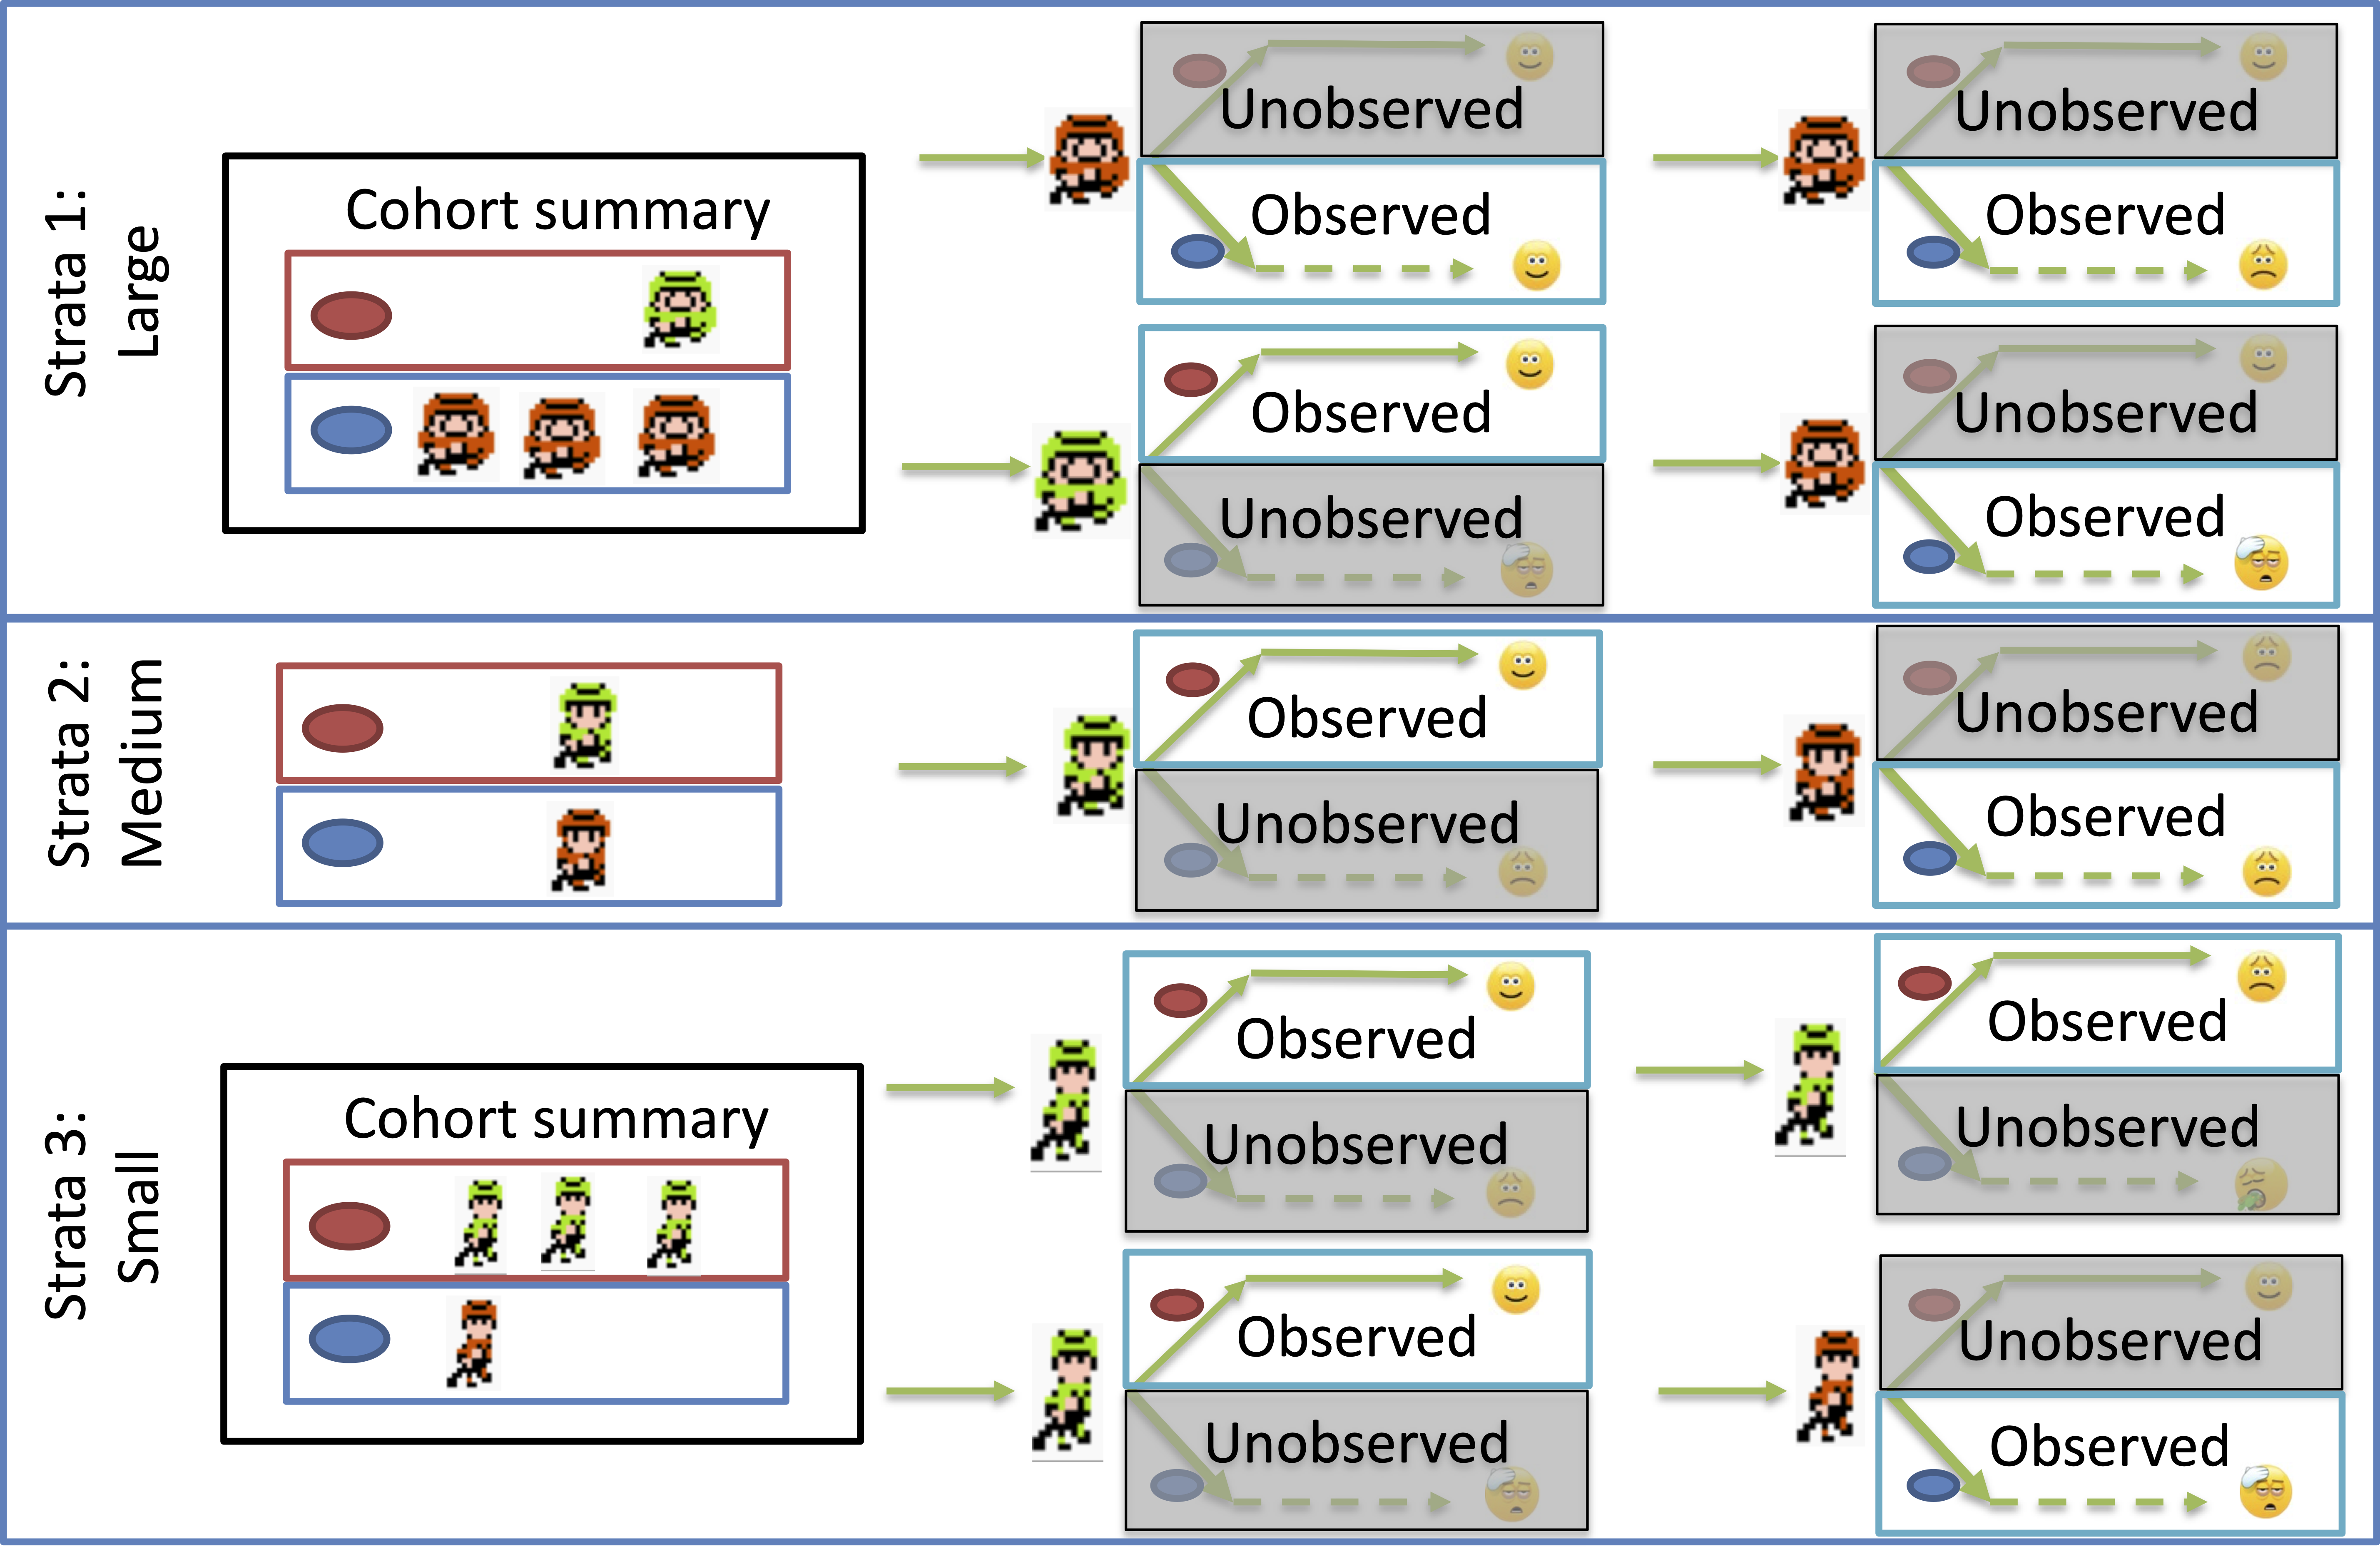 Strata 1:
Large
Cohort summary
Unobserved
Observed
Unobserved
Observed
Observed
Unobserved
Unobserved
Observed
Strata 2:
Medium
Observed
Unobserved
Unobserved
Observed
Strata 3:
Small
Cohort summary
Observed
Unobserved
Observed
Unobserved
Observed
Unobserved
Unobserved
Observed